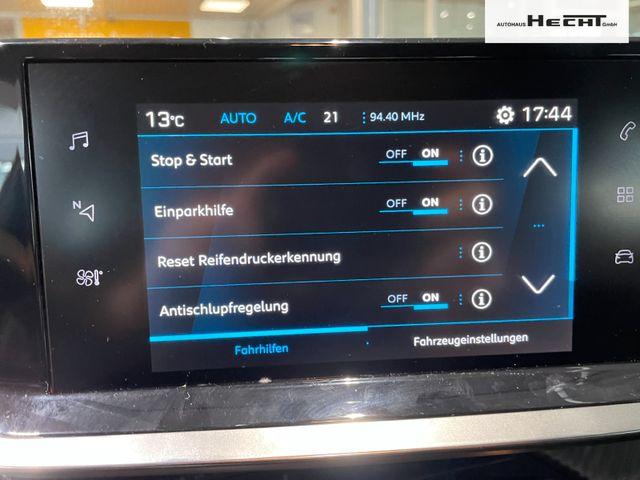 AUTOHAUS HECHT GmbH
13°C AUTO A/C 21 94.40 MHz 17:44
Stop & Start OFF ON
N
Einparkhilfe OFF ON
Reset Reifendruckerkennung
Antischlupfregelung OFF ON
Fahrhilfen Fahrzeugeinstellungen